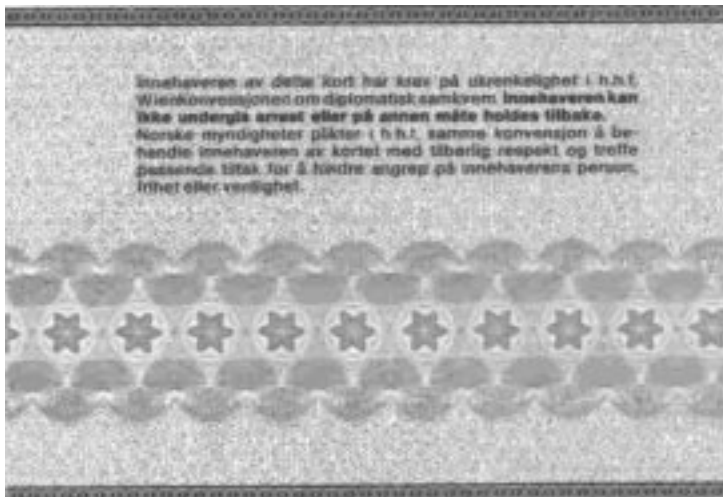 Innehaveren av dette kort har krav på ukrenkelighet i h.h.t.
Wienkonvensjonen om diplomatisk samkvem. Innehaveren kan
ikke undergis arrest eller på annen måte holdes tilbake.
Norske myndigheter plikter i h.h.t. samme konvensjon å be-
handle innehaveren av kortet med tilbørlig respekt og treffe
passende tiltak for å hindre angrep på innehaverens person,
frihet eller verdighet.